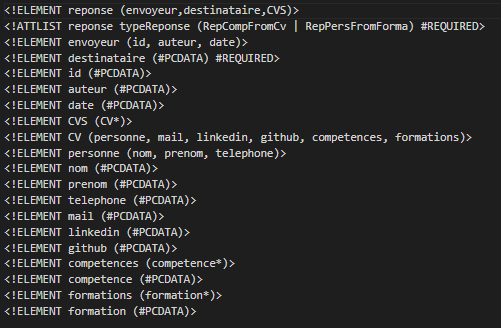 <!ELEMENT reponse (envoyeur,destinataire,CVS)>
<!ATTLIST reponse typeReponse (RepCompFromCv | RepPersFromForma) #REQUIRED>
<!ELEMENT envoyeur (id, auteur, date)>
<!ELEMENT destinataire (#PCDATA) #REQUIRED>
<!ELEMENT id (#PCDATA)>
<!ELEMENT auteur (#PCDATA)>
<!ELEMENT date (#PCDATA)>
<!ELEMENT CVS (CV*)>
<!ELEMENT CV (personne, mail, linkedin, github, competences, formations)>
<!ELEMENT personne (nom, prenom, telephone)>
<!ELEMENT nom (#PCDATA)>
<!ELEMENT prenom (#PCDATA)>
<!ELEMENT telephone (#PCDATA)>
<!ELEMENT mail (#PCDATA)>
<!ELEMENT linkedin (#PCDATA)>
<!ELEMENT github (#PCDATA)>
<!ELEMENT competences (competence*)>
<!ELEMENT competence (#PCDATA)>
<!ELEMENT formations (formation*)>
<!ELEMENT formation (#PCDATA)>